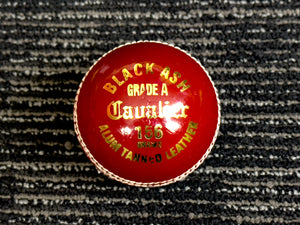 BLACK ASH
GRADE A
Cavalier
156
ALUM TANNED LEATHER